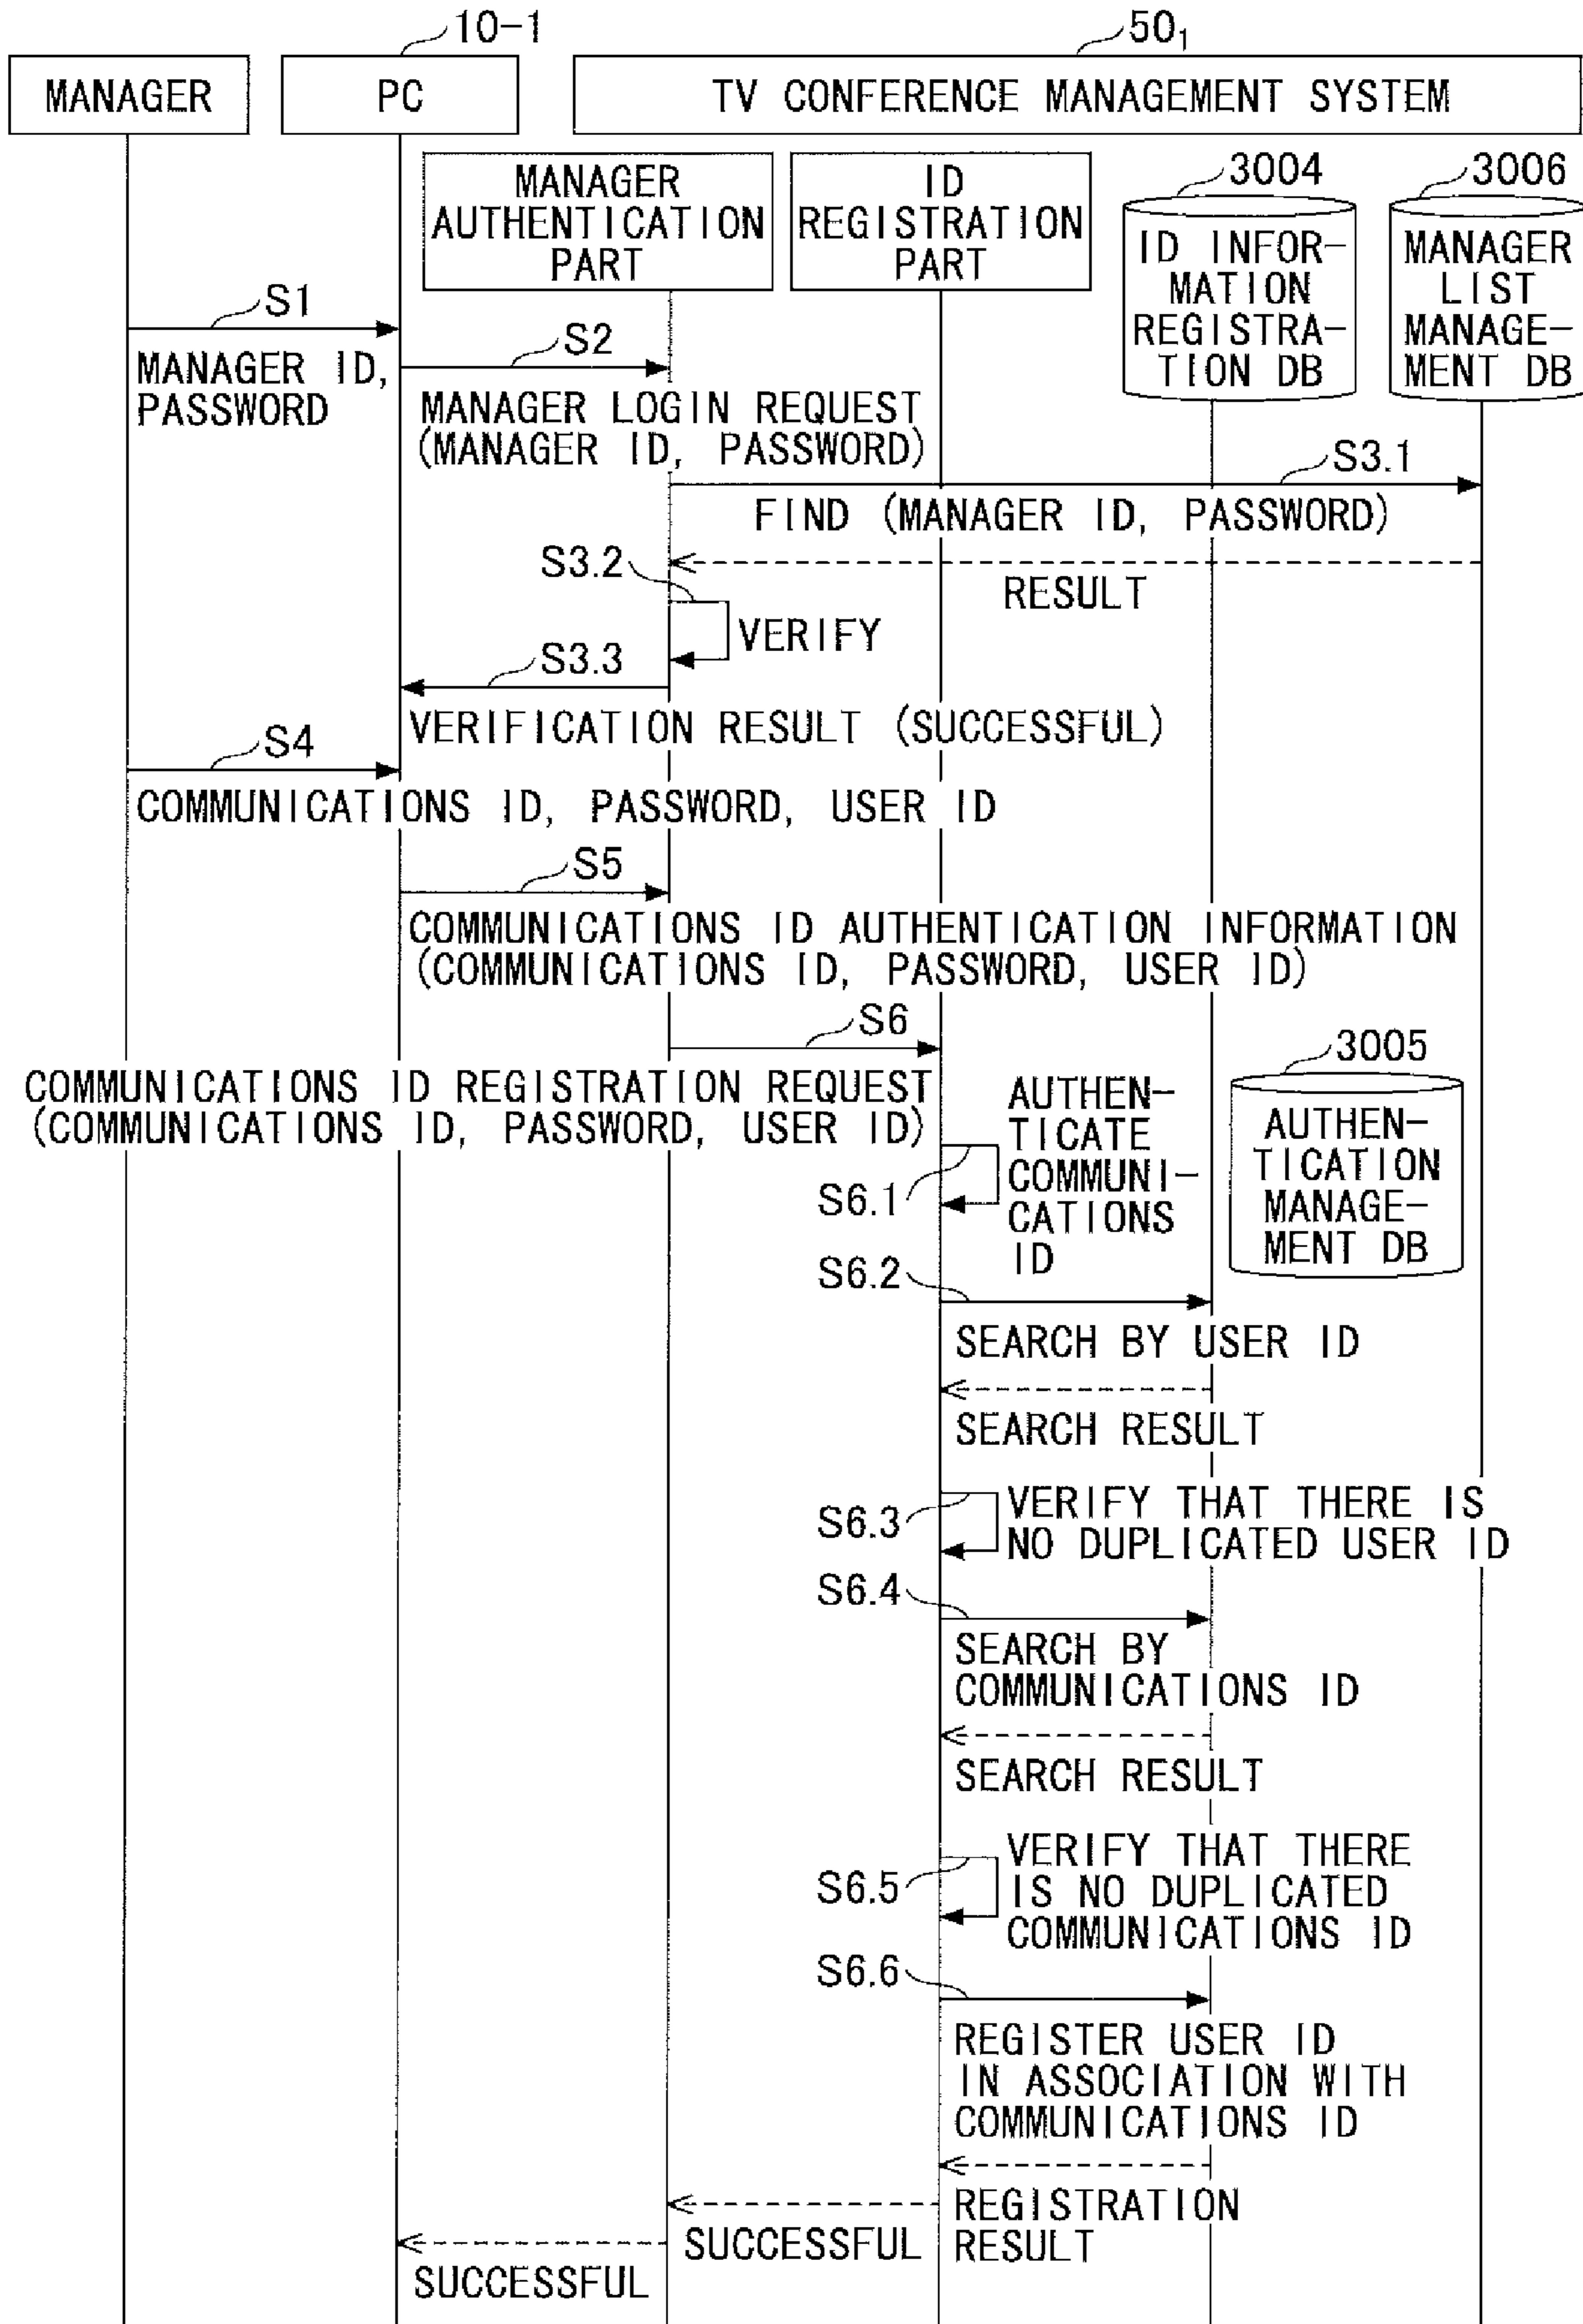 10-1
50₁
MANAGER
PC
TV CONFERENCE MANAGEMENT SYSTEM
MANAGER
AUTHENTICATION
PART
ID
REGISTRATION
PART
3004
ID INFOR-
MATION
REGISTRA-
TION DB
3006
MANAGER
LIST
MANAGE-
MENT DB
S1
MANAGER ID,
PASSWORD
S2
MANAGER LOGIN REQUEST
(MANAGER ID, PASSWORD)
S3.1
FIND (MANAGER ID, PASSWORD)
RESULT
S3.2
VERIFY
S3.3
VERIFICATION RESULT (SUCCESSFUL)
S4
COMMUNICATIONS ID, PASSWORD, USER ID
S5
COMMUNICATIONS ID AUTHENTICATION INFORMATION
(COMMUNICATIONS ID, PASSWORD, USER ID)
S6
COMMUNICATIONS ID REGISTRATION REQUEST
(COMMUNICATIONS ID, PASSWORD, USER ID)
3005
AUTHEN-
TICATION
MANAGE-
MENT DB
S6.1
AUTHEN-
TICATE
COMMUNI-
CATIONS
ID
S6.2
SEARCH BY USER ID
SEARCH RESULT
S6.3
VERIFY THAT THERE IS
NO DUPLICATED USER ID
S6.4
SEARCH BY
COMMUNICATIONS ID
SEARCH RESULT
S6.5
VERIFY THAT THERE
IS NO DUPLICATED
COMMUNICATIONS ID
S6.6
REGISTER USER ID
IN ASSOCIATION WITH
COMMUNICATIONS ID
REGISTRATION
RESULT
SUCCESSFUL
SUCCESSFUL